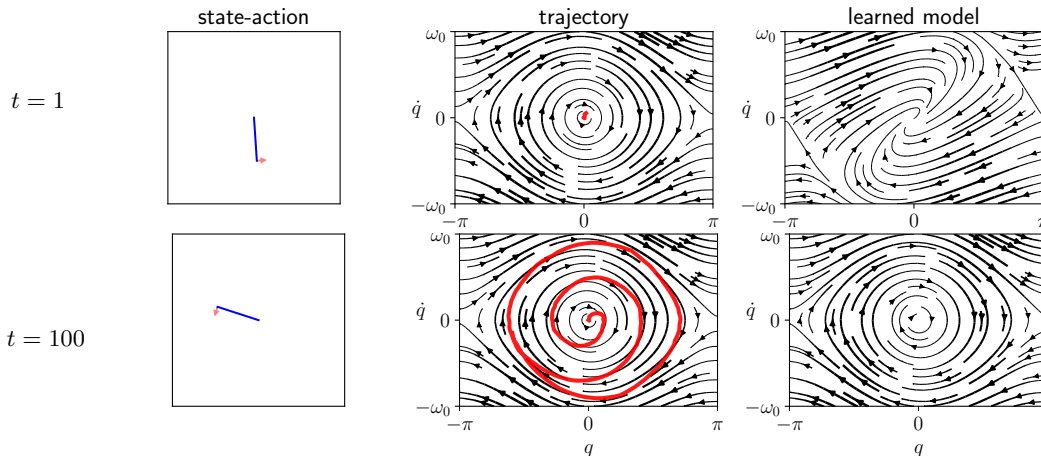 state-action trajectory learned model
t = 1
q̇ ω₀ 0 −ω₀ −π 0 π
q̇ ω₀ 0 −ω₀ −π 0 π
t = 100
q̇ ω₀ 0 −ω₀ −π 0 π
q
q̇ ω₀ 0 −ω₀ −π 0 π
q